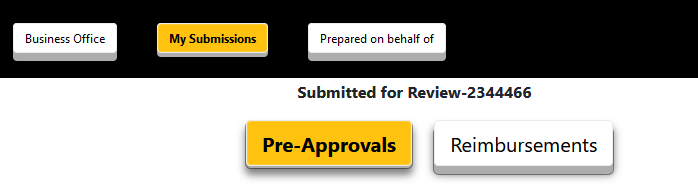 Business Office
My Submissions
Prepared on behalf of
Submitted for Review-2344466
Pre-Approvals
Reimbursements